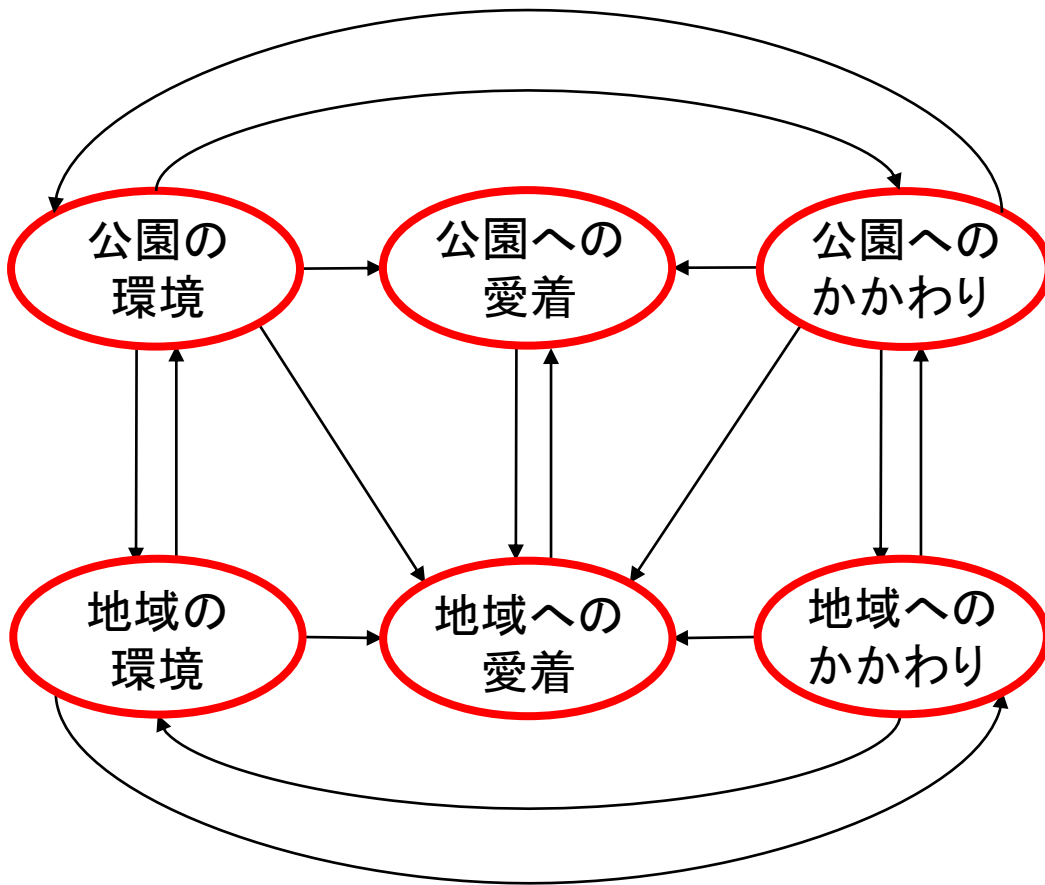 公園の
環境
公園への
愛着
公園への
かかわり
地域の
環境
地域への
愛着
地域への
かかわり